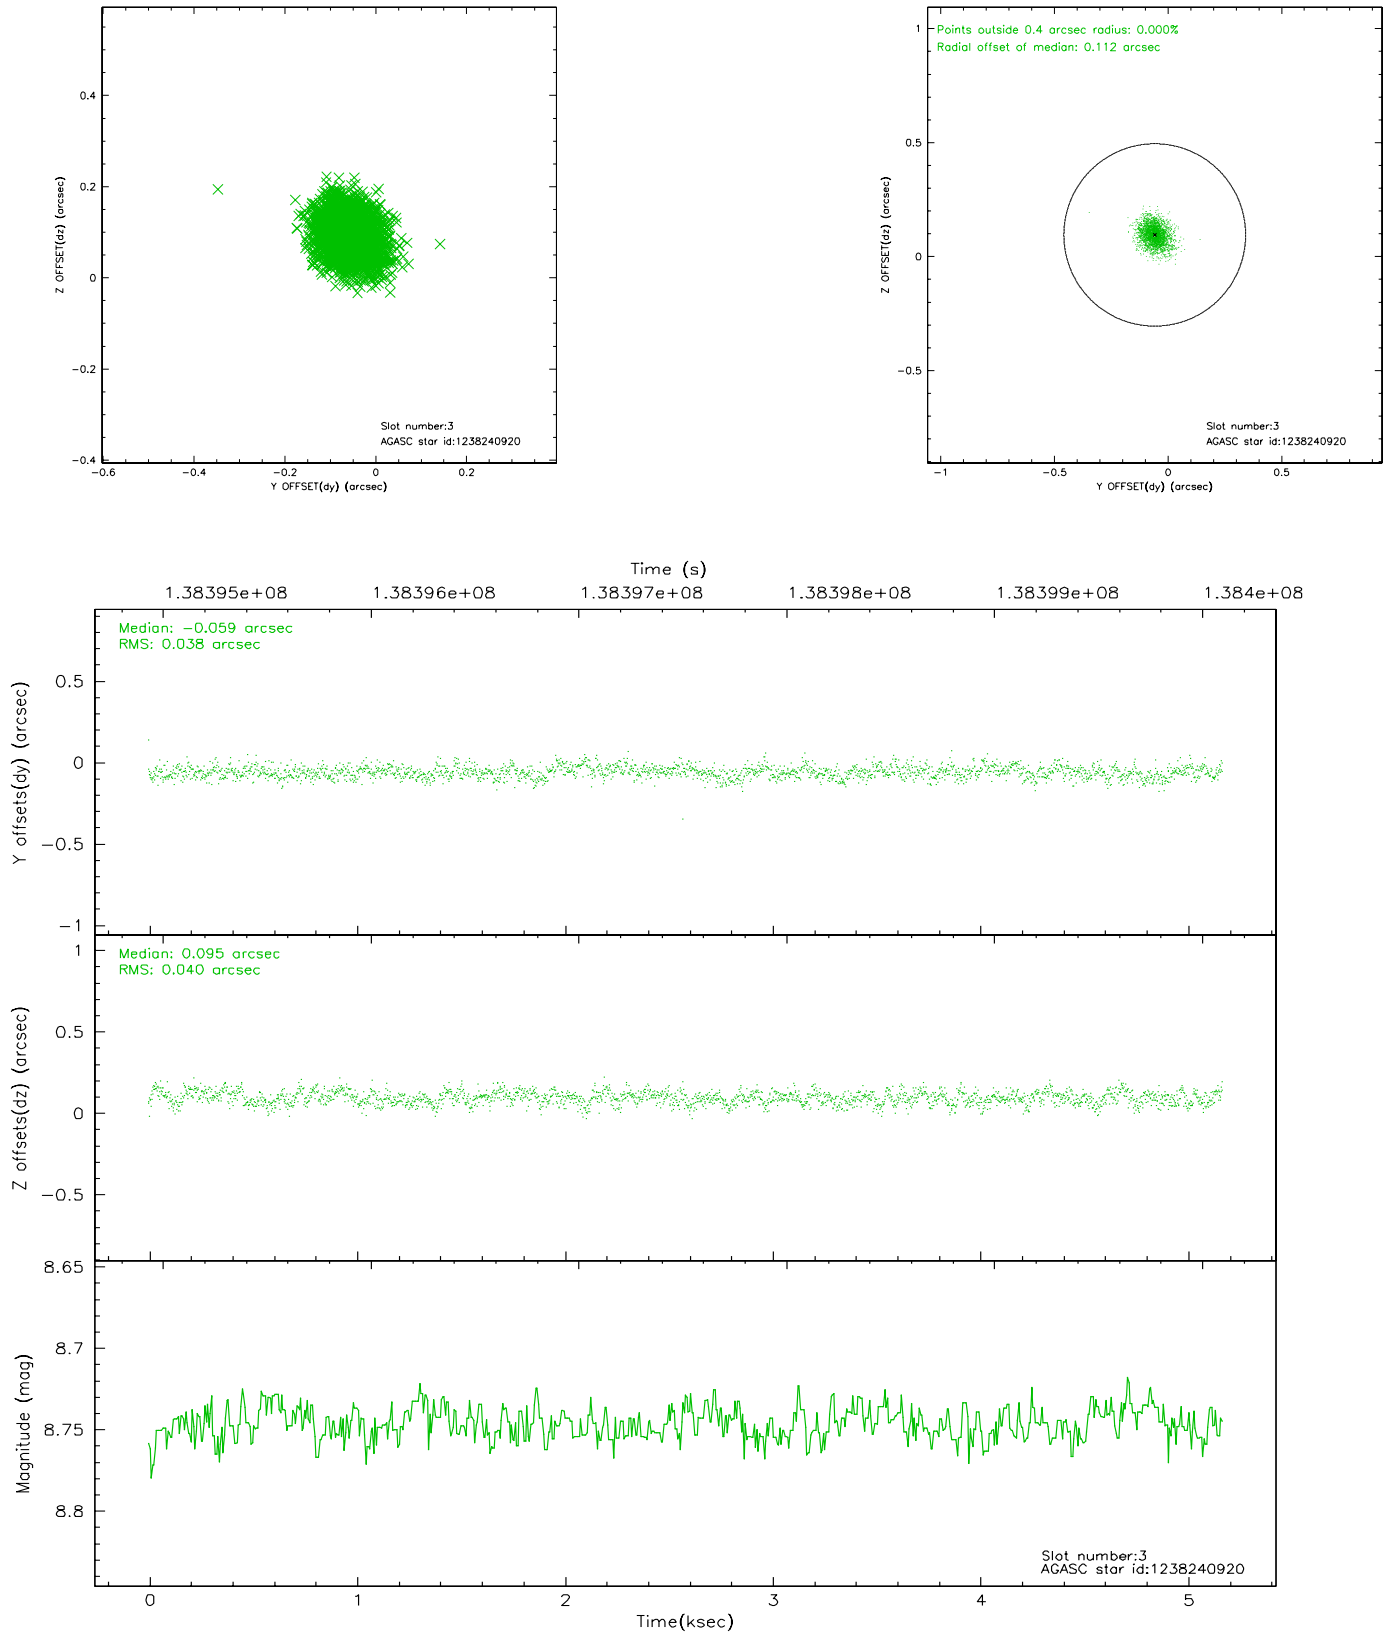 0.4
0.2
0
−0.2
−0.4
Z OFFSET(dz) (arcsec)
Slot number:3
AGASC star id:1238240920
−0.6
−0.4
−0.2
0
0.2
Y OFFSET(dy) (arcsec)
Points outside 0.4 arcsec radius: 0.000%
Radial offset of median: 0.112 arcsec
1
0.5
0
−0.5
Z OFFSET(dz) (arcsec)
Slot number:3
AGASC star id:1238240920
−1
−0.5
0
0.5
Y OFFSET(dy) (arcsec)
Time (s)
1.38395e+08
1.38396e+08
1.38397e+08
1.38398e+08
1.38399e+08
1.384e+08
Median: −0.059 arcsec
RMS: 0.038 arcsec
0.5
0
−0.5
−1
Y offsets(dy) (arcsec)
Median: 0.095 arcsec
RMS: 0.040 arcsec
1
0.5
0
−0.5
Z offsets(dz) (arcsec)
8.65
8.7
8.75
8.8
Magnitude (mag)
Slot number:3
AGASC star id:1238240920
0
1
2
3
4
5
Time(ksec)